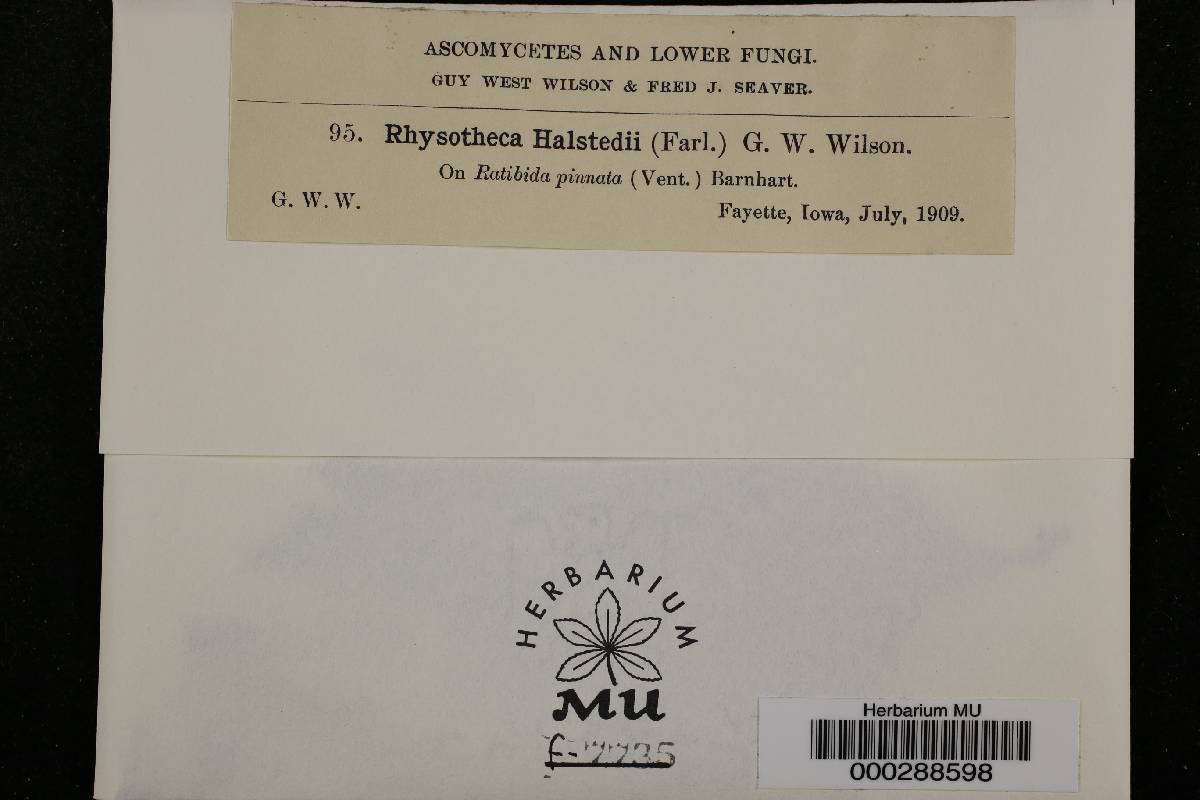 ASCOMYCETES AND LOWER FUNGI.
GUY WEST WILSON & FRED J. SEAVER.
95. Rhysotheca Halstedii (Farl.) G. W. Wilson.
On Ratibida pinnata (Vent.) Barnhart.
G. W. W.
Fayette, Iowa, July, 1909.
HERBARIUM
MU
Herbarium MU
000288598